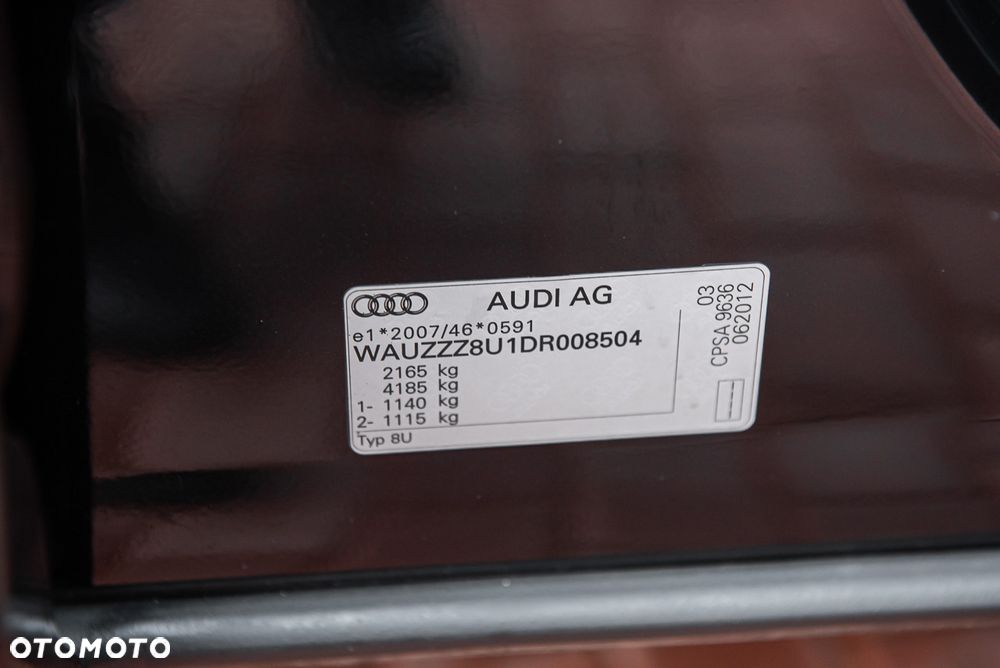 AUDI AG
e1*2007/46*0591
WAUZZZ8U1DR008504
2165 kg
4185 kg
1- 1140 kg
2- 1115 kg
Typ 8U
03
CPSA 9636
062012
OTOMOTO